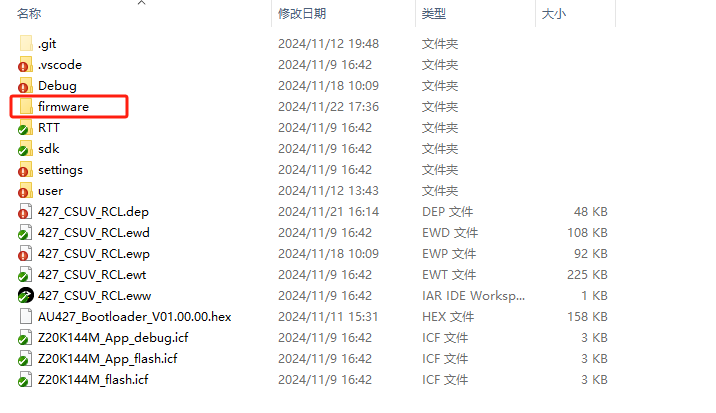 名称 修改日期 类型 大小
.git 2024/11/12 19:48 文件夹
.vscode 2024/11/9 16:42 文件夹
Debug 2024/11/18 10:09 文件夹
firmware 2024/11/22 17:36 文件夹
RTT 2024/11/9 16:42 文件夹
sdk 2024/11/9 16:42 文件夹
settings 2024/11/9 16:42 文件夹
user 2024/11/12 13:43 文件夹
427_CSUV_RCL.dep 2024/11/21 16:14 DEP 文件 48 KB
427_CSUV_RCL.ewd 2024/11/9 16:42 EWD 文件 108 KB
427_CSUV_RCL.ewp 2024/11/18 10:09 EWP 文件 92 KB
427_CSUV_RCL.ewt 2024/11/9 16:42 EWT 文件 225 KB
427_CSUV_RCL.eww 2024/11/9 16:42 IAR IDE Worksp... 1 KB
AU427_Bootloader_V01.00.00.hex 2024/11/11 15:31 HEX 文件 158 KB
Z20K144M_App_debug.icf 2024/11/9 16:42 ICF 文件 3 KB
Z20K144M_App_flash.icf 2024/11/9 16:42 ICF 文件 3 KB
Z20K144M_flash.icf 2024/11/9 16:42 ICF 文件 3 KB